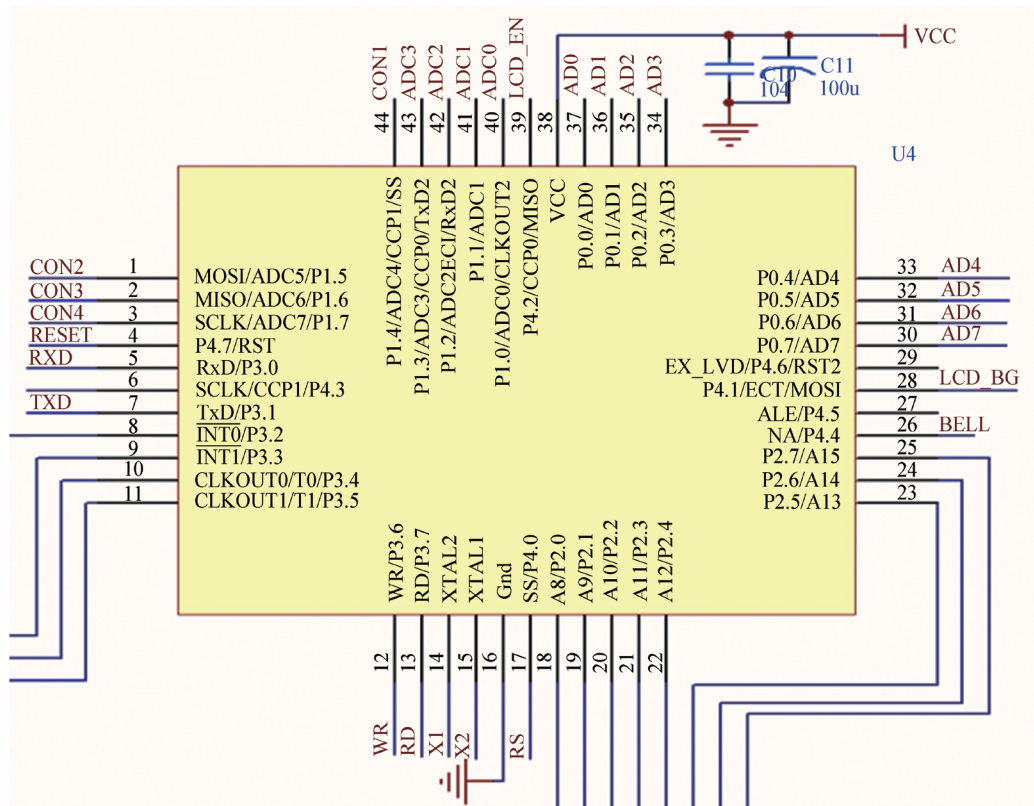 CON1
ADC3
ADC2
ADC1
ADC0
LCD_EN
AD0
AD1
AD2
AD3
VCC
C10
104
C11
100u
44
43
42
41
40
39
38
37
36
35
34
U4
P1.4/ADC4/CCP1/SS
P1.3/ADC3/CCP0/TxD2
P1.2/ADC2ECI/RxD2
P1.1/ADC1
P1.0/ADC0/CLKOUT2
P4.2/CCP0/MISO
VCC
P0.0/AD0
P0.1/AD1
P0.2/AD2
P0.3/AD3
CON2 1 MOSI/ADC5/P1.5
CON3 2 MISO/ADC6/P1.6
CON4 3 SCLK/ADC7/P1.7
RESET 4 P4.7/RST
RXD 5 RxD/P3.0
6 SCLK/CCP1/P4.3
TXD 7 TxD/P3.1
8 INT0/P3.2
9 INT1/P3.3
10 CLKOUT0/T0/P3.4
11 CLKOUT1/T1/P3.5
P0.4/AD4 33 AD4
P0.5/AD5 32 AD5
P0.6/AD6 31 AD6
P0.7/AD7 30 AD7
EX_LVD/P4.6/RST2 29
P4.1/ECT/MOSI 28 LCD_BG
ALE/P4.5 27
NA/P4.4 26 BELL
P2.7/A15 25
P2.6/A14 24
P2.5/A13 23
WR/P3.6
RD/P3.7
XTAL2
XTAL1
Gnd
SS/P4.0
A8/P2.0
A9/P2.1
A10/P2.2
A11/P2.3
A12/P2.4
12
13
14
15
16
17
18
19
20
21
22
WR
RD
X1
X2
RS